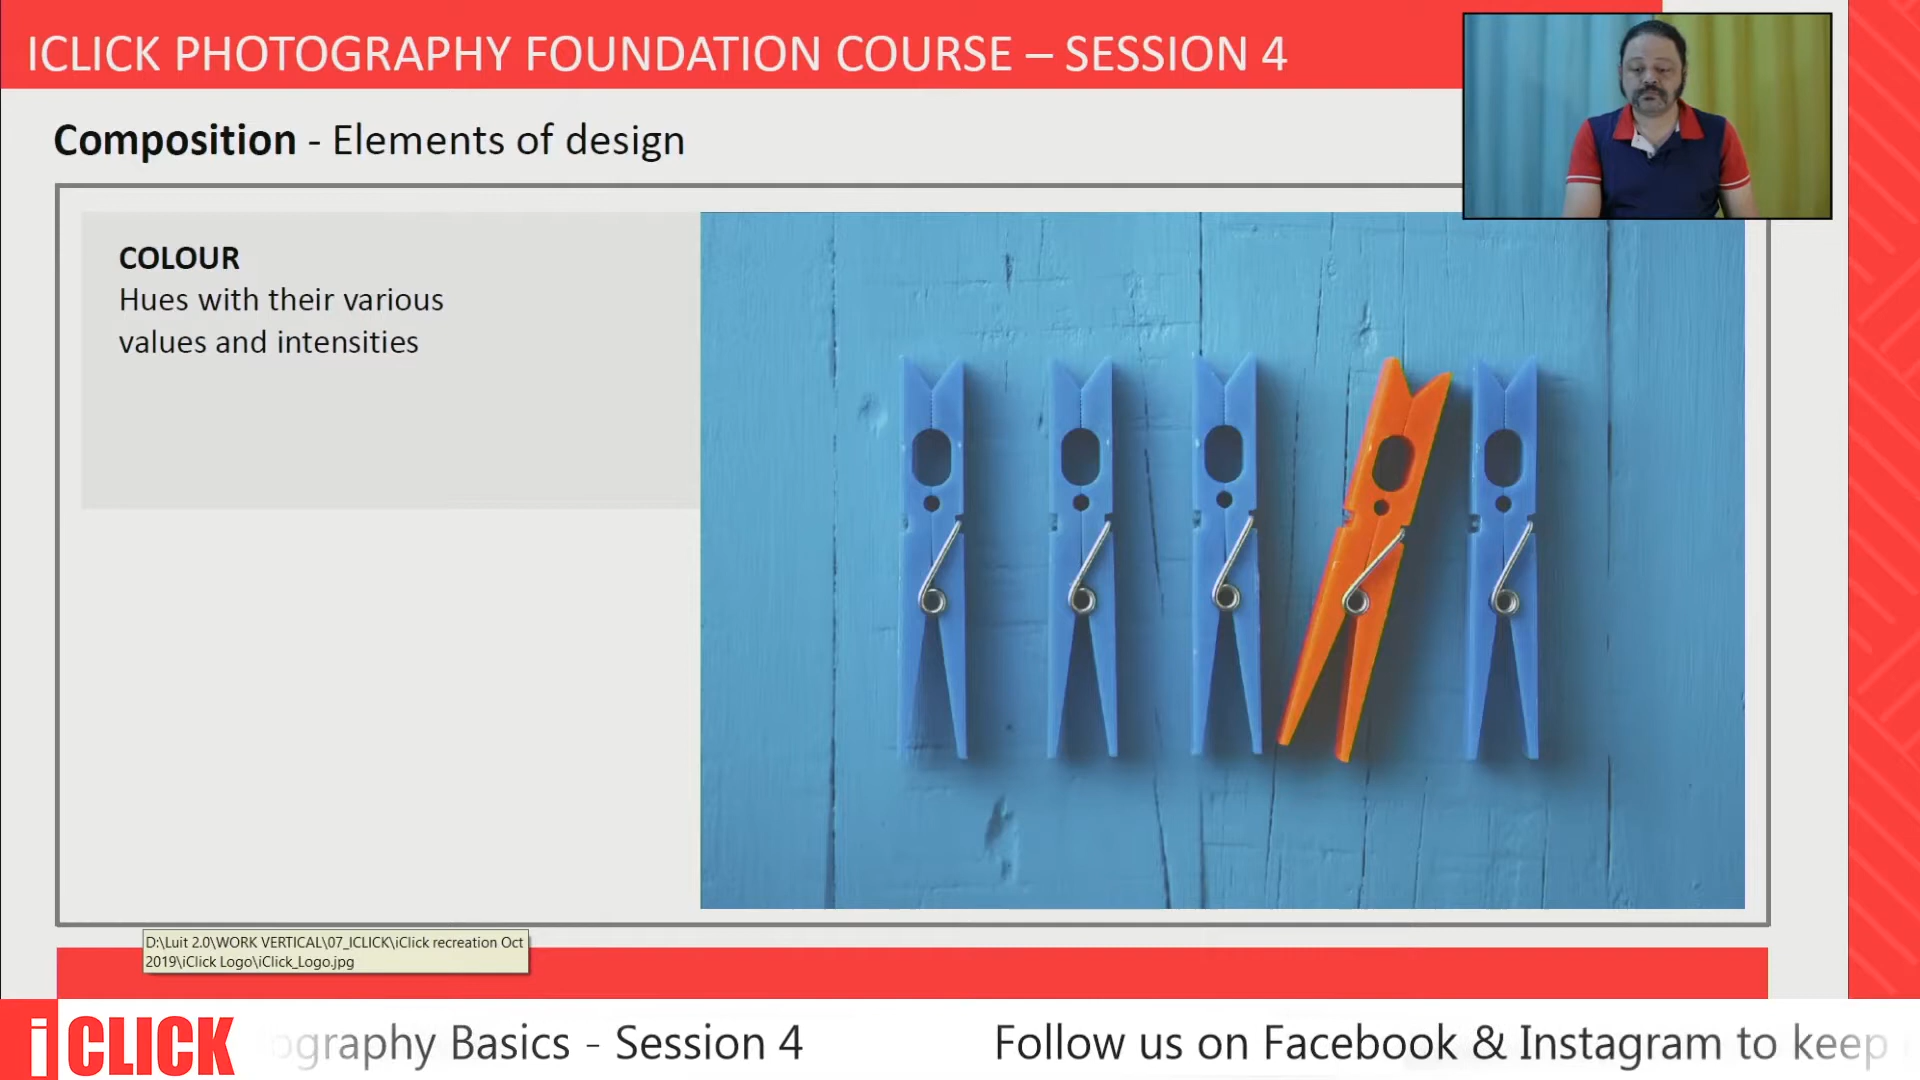 ICLICK PHOTOGRAPHY FOUNDATION COURSE – SESSION 4
Composition - Elements of design
COLOUR
Hues with their various
values and intensities
D:\Luit 2.0\WORK VERTICAL\07_ICLICK\iClick recreation Oct
2019\iClick Logo\iClick_Logo.jpg
iCLICK
ography Basics - Session 4 Follow us on Facebook & Instagram to keep